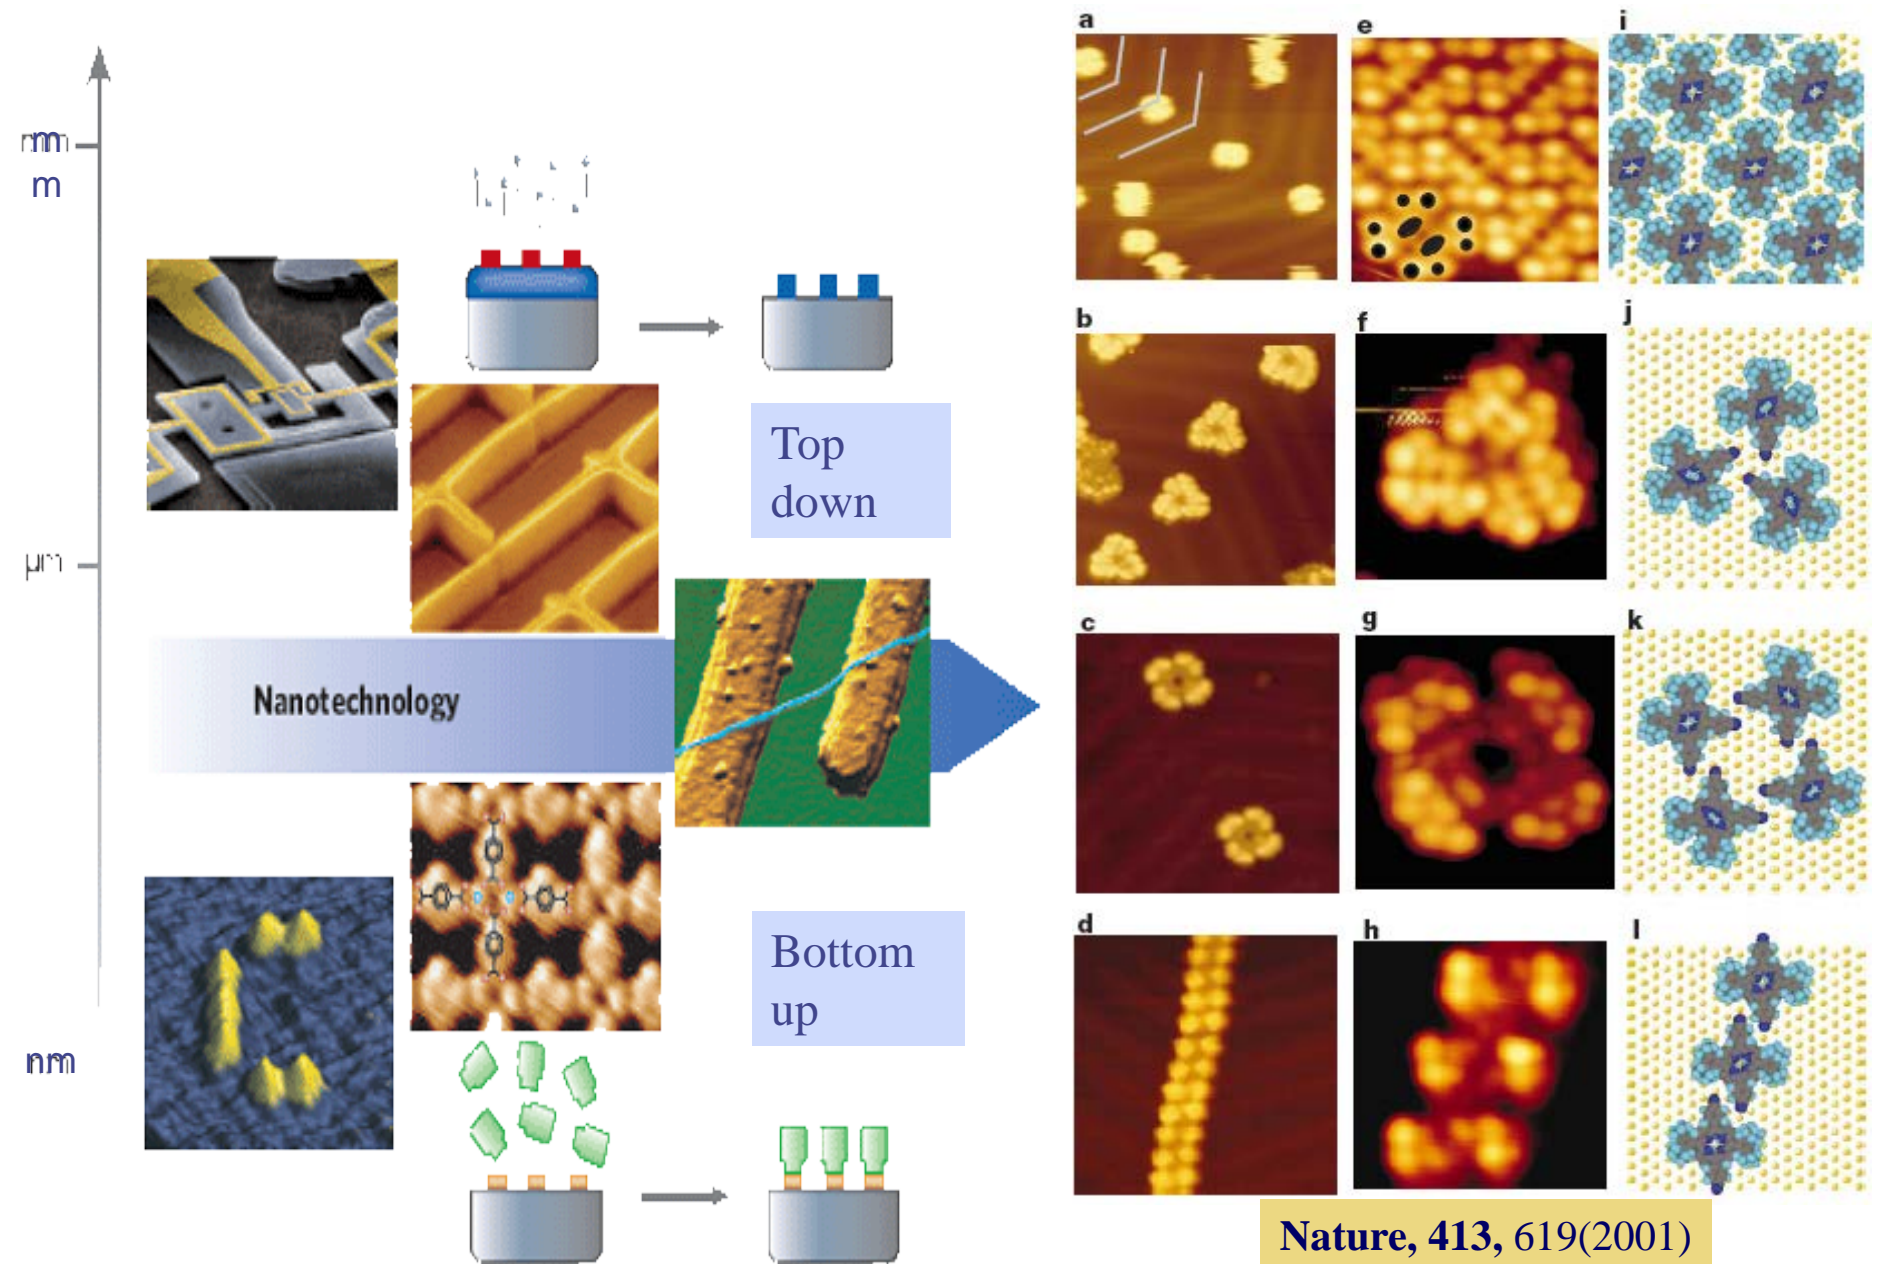 mm
m
μm
nm
Top
down
Nanotechnology
Bottom
up
a
e
i
b
f
j
c
g
k
d
h
l
Nature, 413, 619(2001)